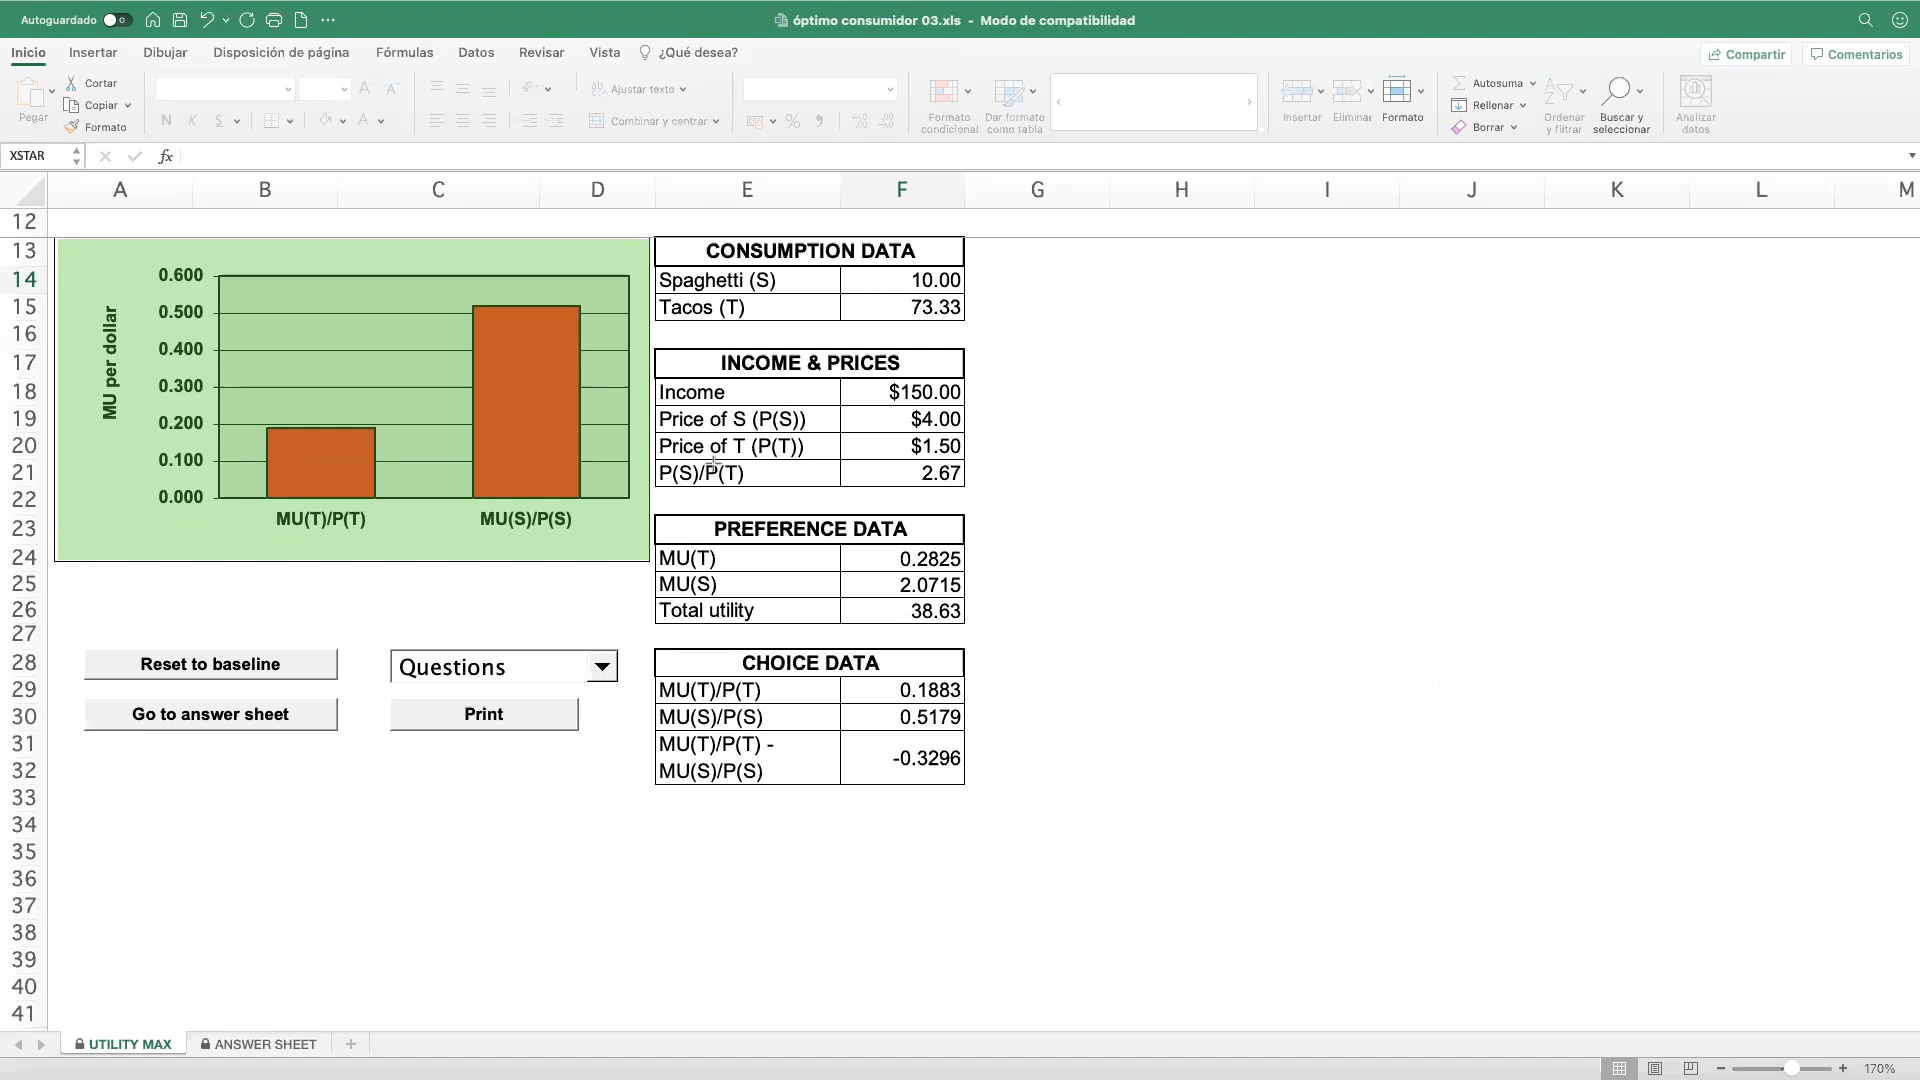 Autoguardado
óptimo consumidor 03.xls - Modo de compatibilidad
Inicio Insertar Dibujar Disposición de página Fórmulas Datos Revisar Vista ¿Qué desea? Compartir Comentarios
Pegar
Cortar
Copiar
Formato
N K S
Ajustar texto
Combinar y centrar
Formato condicional
Dar formato como tabla
Insertar Eliminar Formato
Autosuma
Rellenar
Borrar
Ordenar y filtrar
Buscar y seleccionar
Analizar datos
XSTAR fx
A B C D E F G H I J K L M
12
13
14
15
16
17
18
19
20
21
22
23
24
25
26
27
28
29
30
31
32
33
34
35
36
37
38
39
40
41
MU per dollar
0.600
0.500
0.400
0.300
0.200
0.100
0.000
MU(T)/P(T) MU(S)/P(S)
CONSUMPTION DATA
Spaghetti (S) 10.00
Tacos (T) 73.33
INCOME & PRICES
Income $150.00
Price of S (P(S)) $4.00
Price of T (P(T)) $1.50
P(S)/P(T) 2.67
PREFERENCE DATA
MU(T) 0.2825
MU(S) 2.0715
Total utility 38.63
Reset to baseline Questions
Go to answer sheet Print
CHOICE DATA
MU(T)/P(T) 0.1883
MU(S)/P(S) 0.5179
MU(T)/P(T) -
MU(S)/P(S) -0.3296
UTILITY MAX ANSWER SHEET
170%